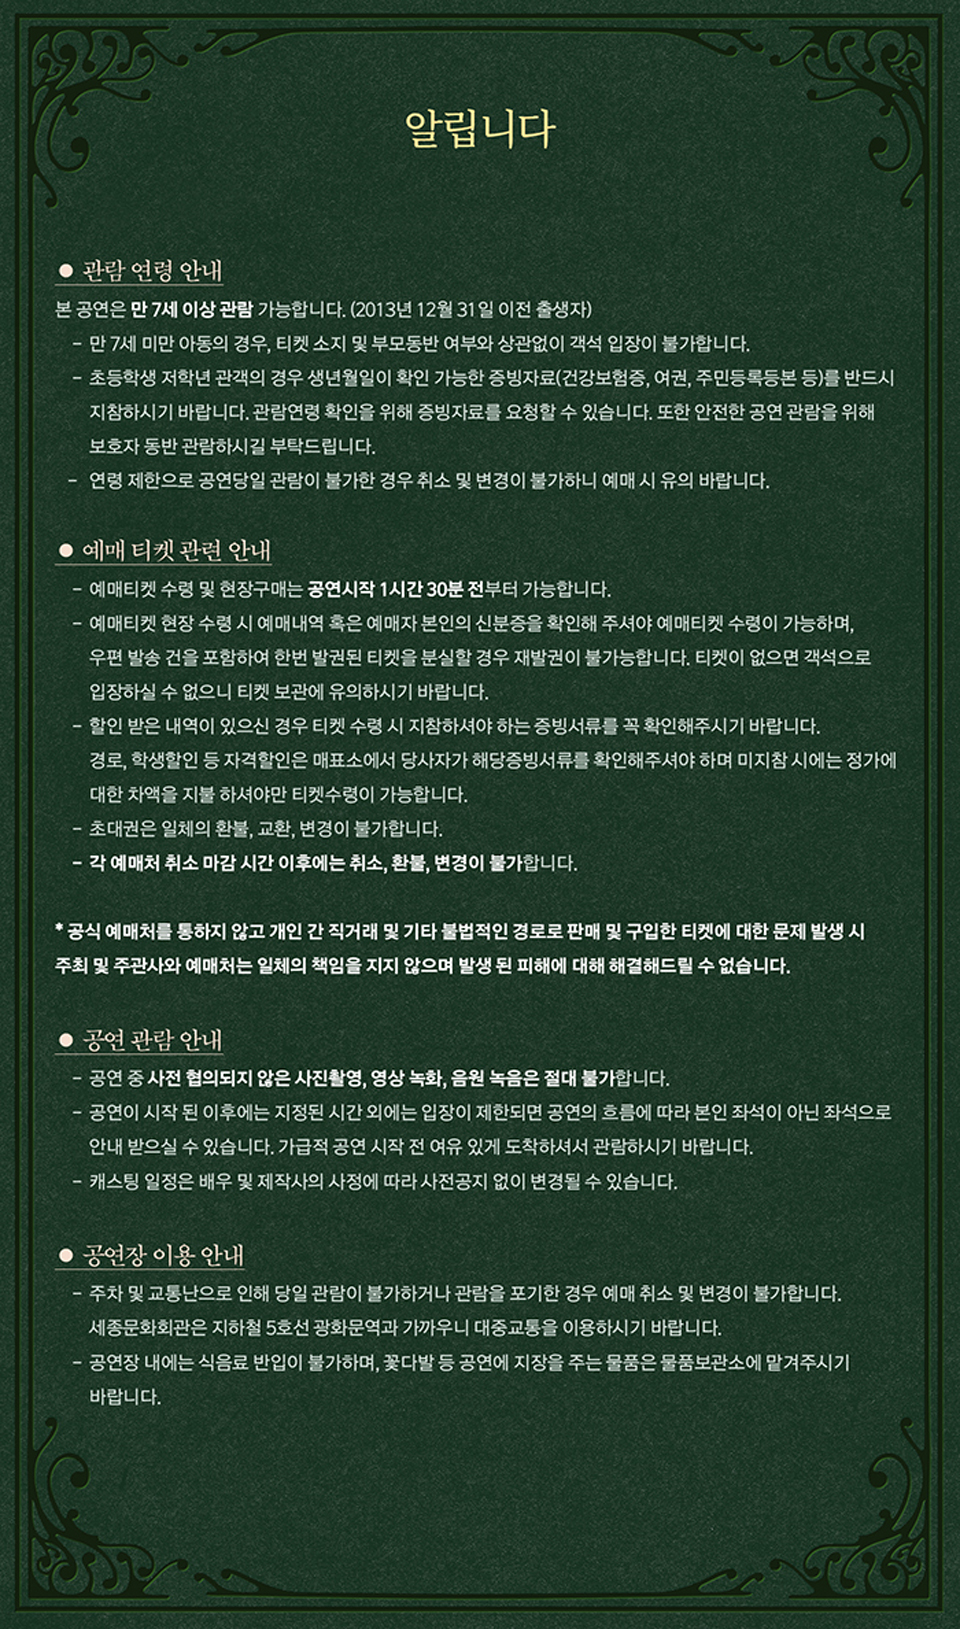 알립니다
● 관람 연령 안내
본 공연은 만 7세 이상 관람 가능합니다. (2013년 12월 31일 이전 출생자)
- 만 7세 미만 아동의 경우, 티켓 소지 및 부모동반 여부와 상관없이 객석 입장이 불가합니다.
- 초등학생 저학년 관객의 경우 생년월일이 확인 가능한 증빙자료(건강보험증, 여권, 주민등록등본 등)를 반드시
지참하시기 바랍니다. 관람연령 확인을 위해 증빙자료를 요청할 수 있습니다. 또한 안전한 공연 관람을 위해
보호자 동반 관람하시길 부탁드립니다.
- 연령 제한으로 공연당일 관람이 불가한 경우 취소 및 변경이 불가하니 예매 시 유의 바랍니다.
● 예매 티켓 관련 안내
- 예매티켓 수령 및 현장구매는 공연시작 1시간 30분 전부터 가능합니다.
- 예매티켓 현장 수령 시 예매내역 혹은 예매자 본인의 신분증을 확인해 주셔야 예매티켓 수령이 가능하며,
우편 발송 건을 포함하여 한번 발권된 티켓을 분실할 경우 재발권이 불가능합니다. 티켓이 없으면 객석으로
입장하실 수 없으니 티켓 보관에 유의하시기 바랍니다.
- 할인 받은 내역이 있으신 경우 티켓 수령 시 지참하셔야 하는 증빙서류를 꼭 확인해주시기 바랍니다.
경로, 학생할인 등 자격할인은 매표소에서 당사자가 해당증빙서류를 확인해주셔야 하며 미지참 시에는 정가에
대한 차액을 지불 하셔야만 티켓수령이 가능합니다.
- 초대권은 일체의 환불, 교환, 변경이 불가합니다.
- 각 예매처 취소 마감 시간 이후에는 취소, 환불, 변경이 불가합니다.
* 공식 예매처를 통하지 않고 개인 간 직거래 및 기타 불법적인 경로로 판매 및 구입한 티켓에 대한 문제 발생 시
주최 및 주관사와 예매처는 일체의 책임을 지지 않으며 발생 된 피해에 대해 해결해드릴 수 없습니다.
● 공연 관람 안내
- 공연 중 사전 협의되지 않은 사진촬영, 영상 녹화, 음원 녹음은 절대 불가합니다.
- 공연이 시작 된 이후에는 지정된 시간 외에는 입장이 제한되면 공연의 흐름에 따라 본인 좌석이 아닌 좌석으로
안내 받으실 수 있습니다. 가급적 공연 시작 전 여유 있게 도착하셔서 관람하시기 바랍니다.
- 캐스팅 일정은 배우 및 제작사의 사정에 따라 사전공지 없이 변경될 수 있습니다.
● 공연장 이용 안내
- 주차 및 교통난으로 인해 당일 관람이 불가하거나 관람을 포기한 경우 예매 취소 및 변경이 불가합니다.
세종문화회관은 지하철 5호선 광화문역과 가까우니 대중교통을 이용하시기 바랍니다.
- 공연장 내에는 식음료 반입이 불가하며, 꽃다발 등 공연에 지장을 주는 물품은 물품보관소에 맡겨주시기
바랍니다.